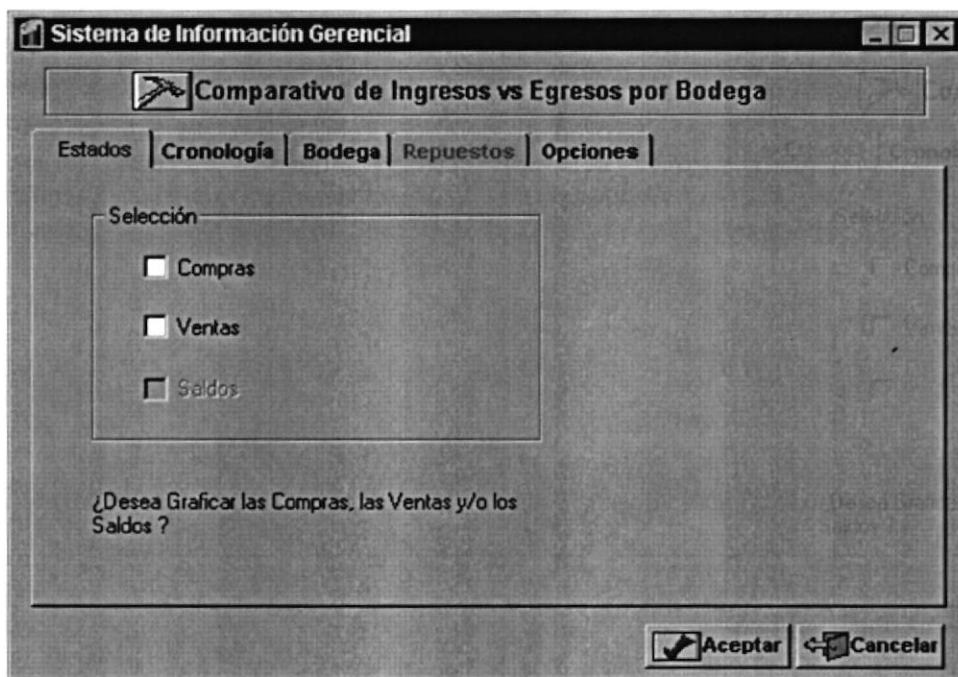 Sistema de Información Gerencial
Comparativo de Ingresos vs Egresos por Bodega
Estados Cronología Bodega Repuestos Opciones
Selección
Compras
Ventas
Saldos
¿Desea Graficar las Compras, las Ventas y/o los
Saldos ?
Aceptar Cancelar